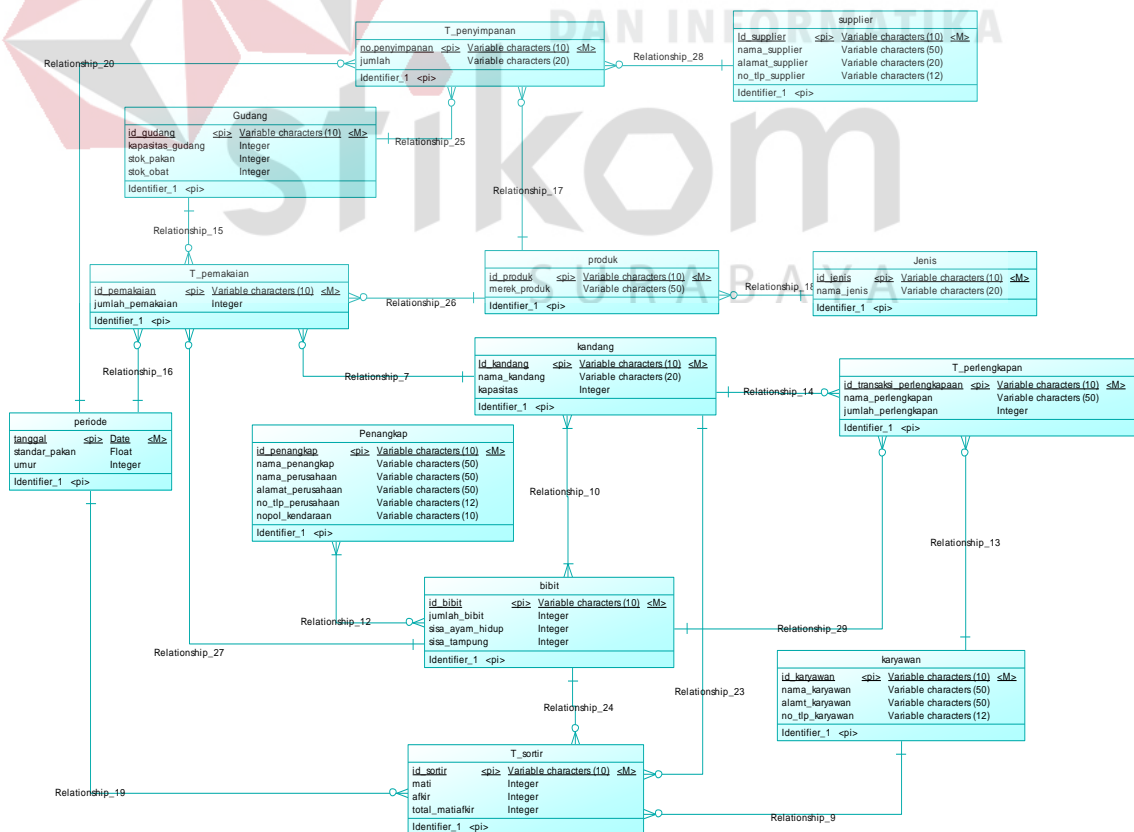 DAN INFORMATIKA
stikom
SURABAYA
T_penyimpanan
no.penyimpanan <pi> Variable characters (10) <M>
jumlah Variable characters (20)
Identifier_1 <pi>
supplier
Id_supplier <pi> Variable characters (10) <M>
nama_supplier Variable characters (50)
alamat_supplier Variable characters (20)
no_tlp_supplier Variable characters (12)
Identifier_1 <pi>
Relationship_20
Relationship_28
Gudang
id_gudang <pi> Variable characters (10) <M>
kapasitas_gudang Integer
stok_pakan Integer
stok_obat Integer
Identifier_1 <pi>
Relationship_25
Relationship_17
Relationship_15
T_pemakaian
id_pemakaian <pi> Variable characters (10) <M>
jumlah_pemakaian Integer
Identifier_1 <pi>
Relationship_26
produk
id_produk <pi> Variable characters (10) <M>
merek_produk Variable characters (50)
Identifier_1 <pi>
Relationship_18
Jenis
id_jenis <pi> Variable characters (10) <M>
nama_jenis Variable characters (20)
Identifier_1 <pi>
Relationship_16
Relationship_7
kandang
Id_kandang <pi> Variable characters (10) <M>
nama_kandang Variable characters (20)
kapasitas Integer
Identifier_1 <pi>
Relationship_14
T_perlengkapan
id_transaksi_perlengkapaan <pi> Variable characters (10) <M>
nama_perlengkapan Variable characters (50)
jumlah_perlengkapan Integer
Identifier_1 <pi>
periode
tanggal <pi> Date <M>
standar_pakan Float
umur Integer
Identifier_1 <pi>
Penangkap
id_penangkap <pi> Variable characters (10) <M>
nama_penangkap Variable characters (50)
nama_perusahaan Variable characters (50)
alamat_perusahaan Variable characters (50)
no_tlp_perusahaan Variable characters (12)
nopol_kendaraan Variable characters (10)
Identifier_1 <pi>
Relationship_10
Relationship_13
bibit
id_bibit <pi> Variable characters (10) <M>
jumlah_bibit Integer
sisa_ayam_hidup Integer
sisa_tampung Integer
Identifier_1 <pi>
Relationship_12
Relationship_29
Relationship_27
karyawan
id_karyawan <pi> Variable characters (10) <M>
nama_karyawan Variable characters (50)
alamt_karyawan Variable characters (50)
no_tlp_karyawan Variable characters (12)
Identifier_1 <pi>
Relationship_23
Relationship_24
T_sortir
id_sortir <pi> Variable characters (10) <M>
mati Integer
afkir Integer
total_matiafkir Integer
Identifier_1 <pi>
Relationship_19
Relationship_9